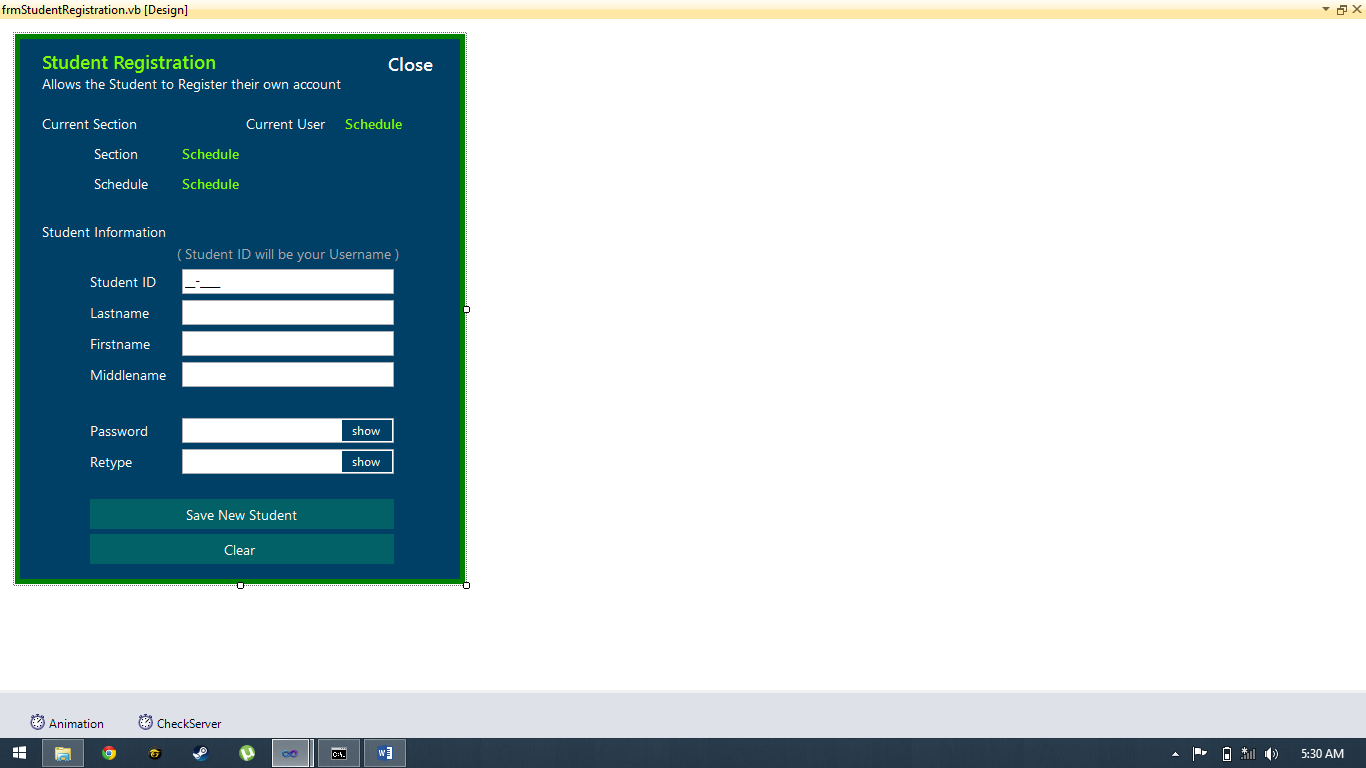 frmStudentRegistration.vb [Design]
Student Registration
Close
Allows the Student to Register their own account
Current Section
Current User Schedule
Section Schedule
Schedule Schedule
Student Information
( Student ID will be your Username )
Student ID __-____
Lastname
Firstname
Middlename
Password show
Retype show
Save New Student
Clear
Animation CheckServer
C:\.
5:30 AM